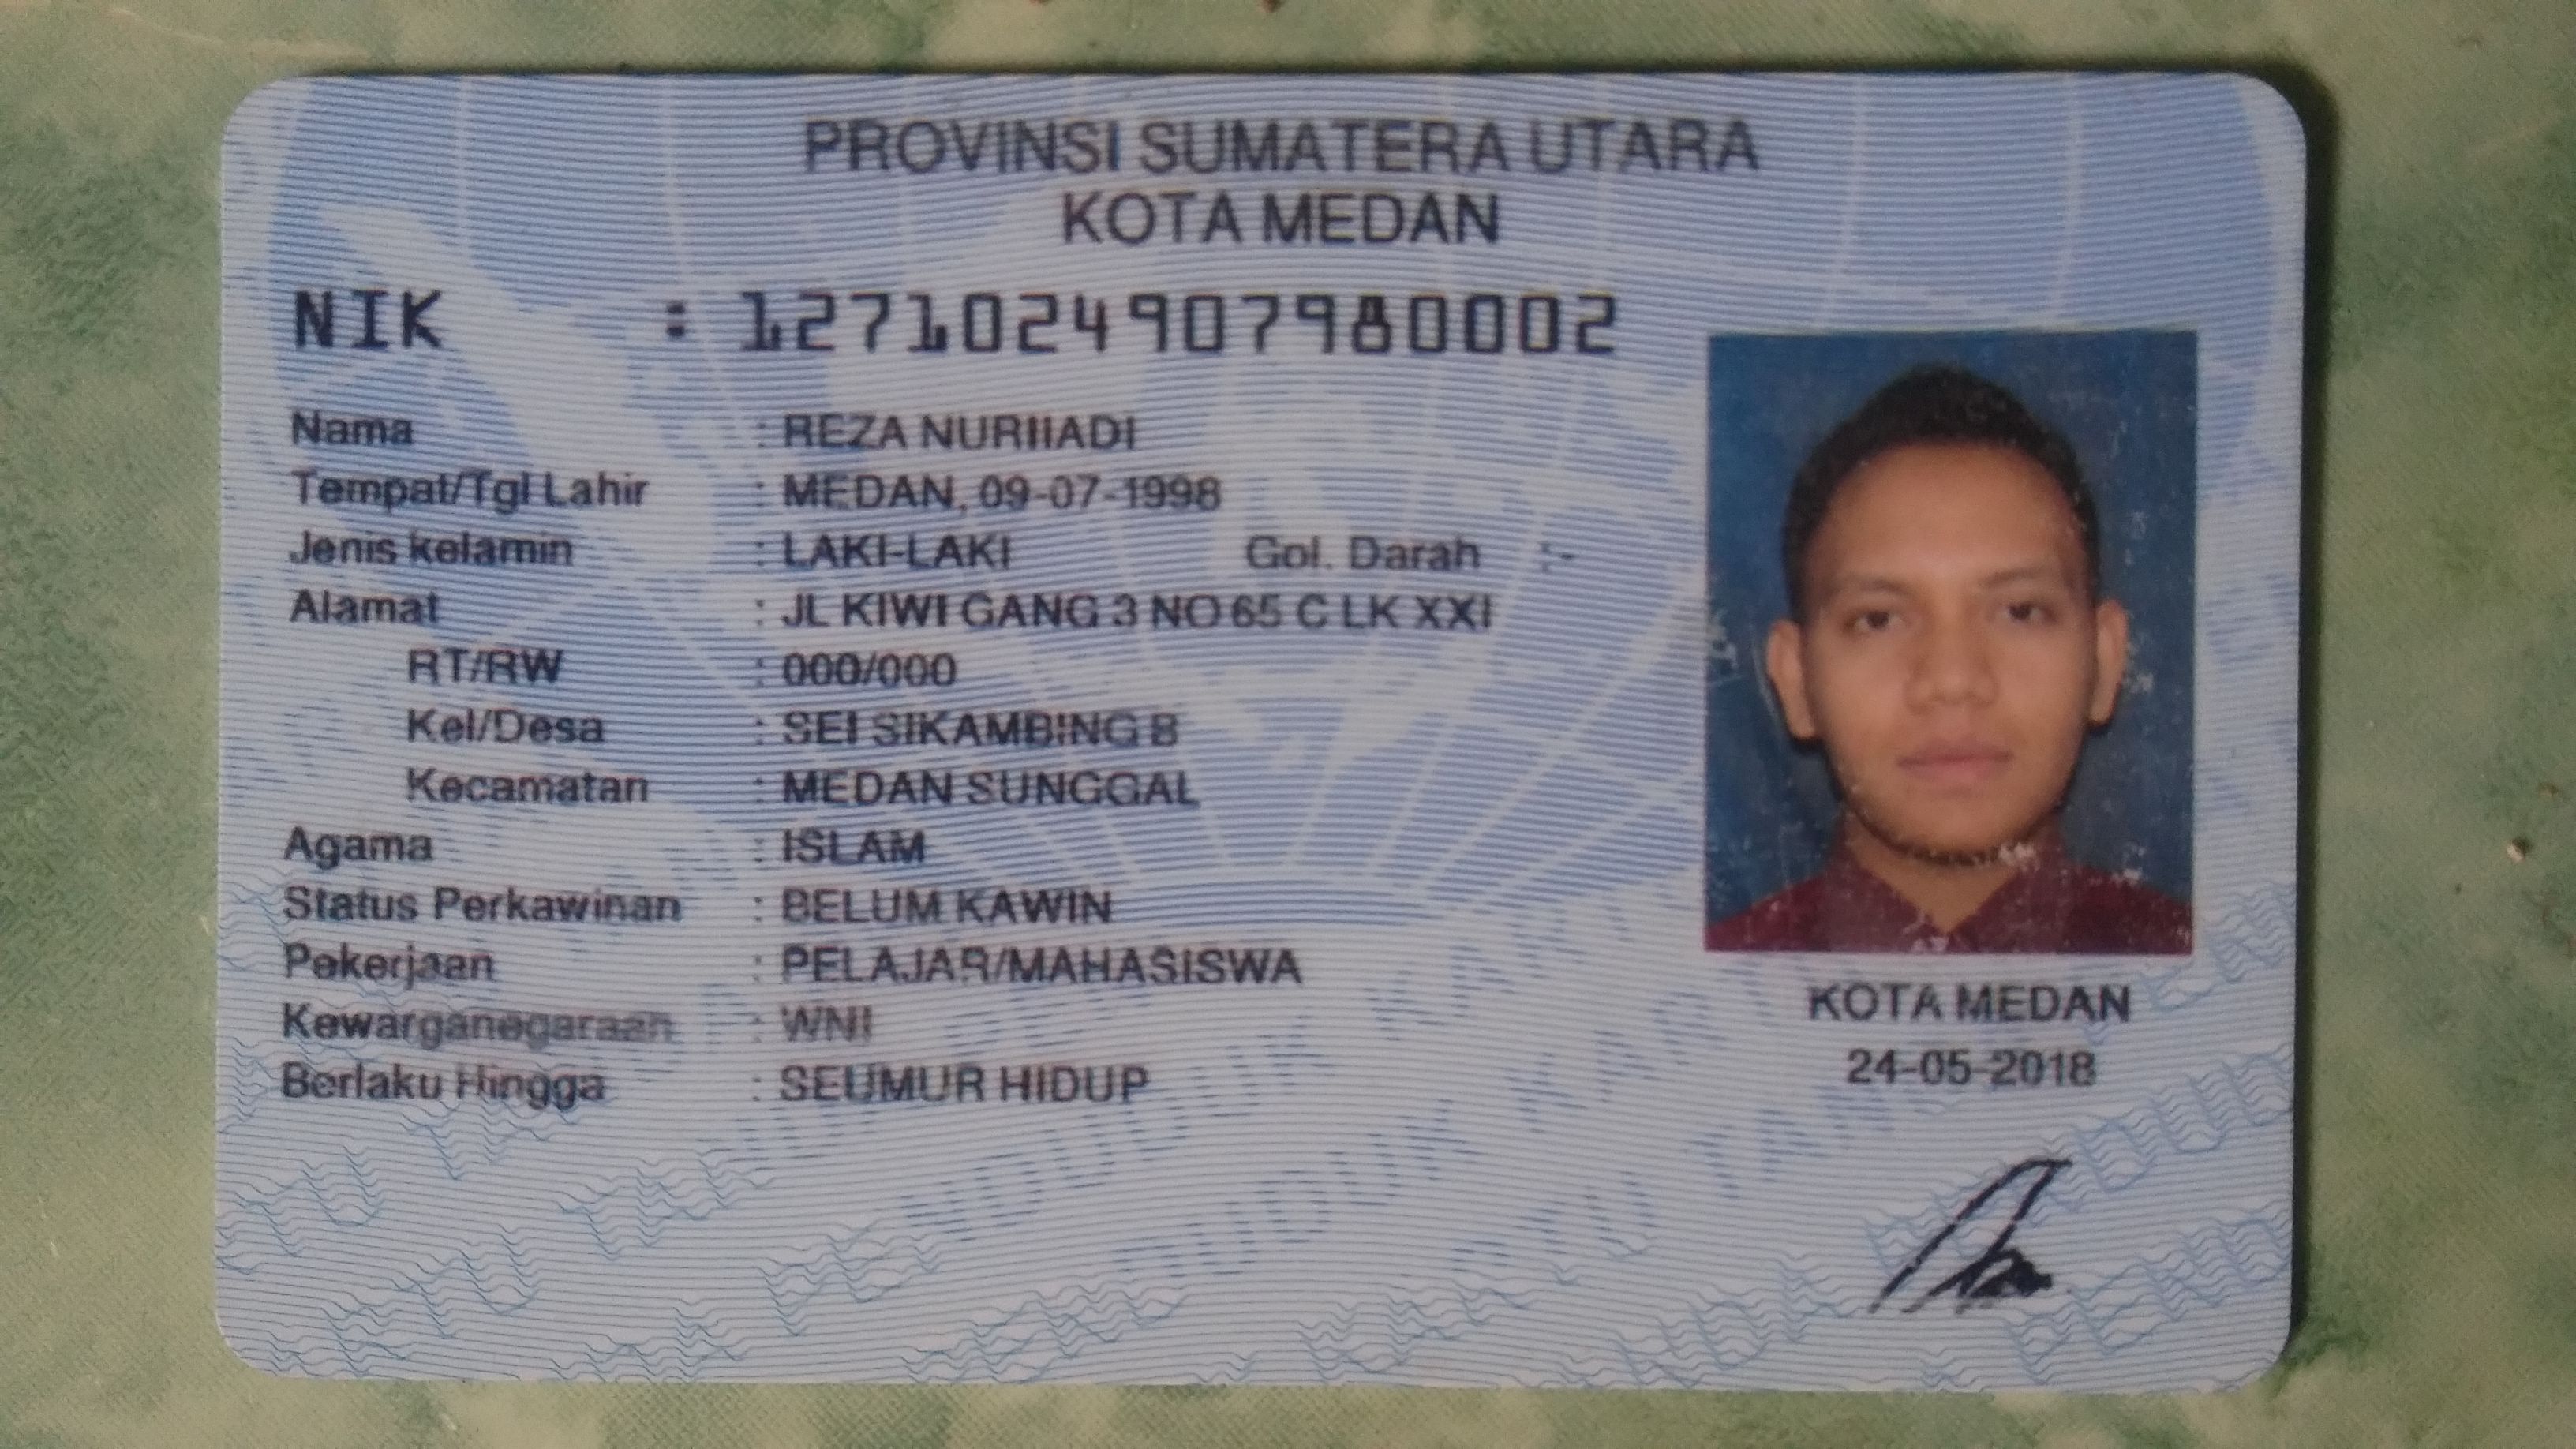 PROVINSI SUMATERA UTARA
KOTA MEDAN
NIK : 1271024907980002
Nama : REZA NURIIADI
Tempat/Tgl Lahir : MEDAN, 09-07-1998
Jenis kelamin : LAKI-LAKI Gol. Darah :-
Alamat : JL KIWI GANG 3 NO 65 C LK XXI
RT/RW : 000/000
Kel/Desa : SEI SIKAMBING B
Kecamatan : MEDAN SUNGGAL
Agama : ISLAM
Status Perkawinan : BELUM KAWIN
Pekerjaan : PELAJAR/MAHASISWA
Kewarganegaraan : WNI
Berlaku Hingga : SEUMUR HIDUP
KOTA MEDAN
24-05-2018